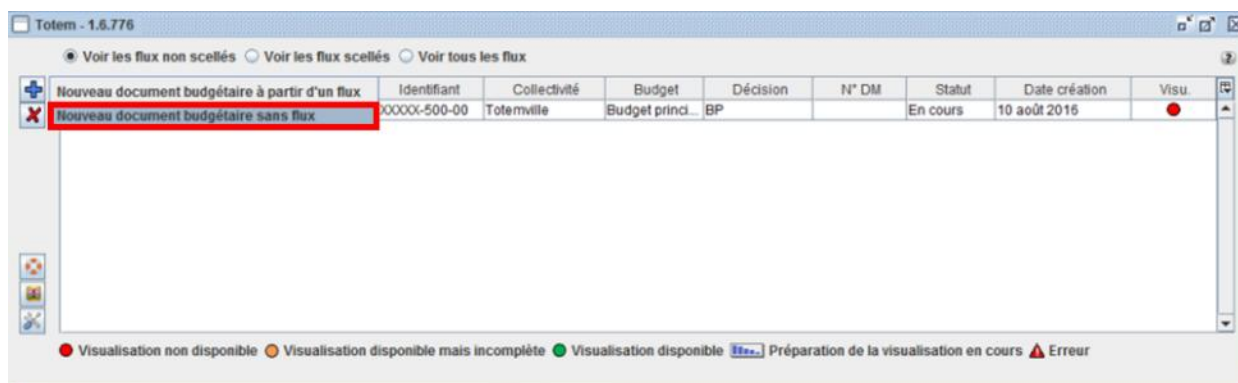 Totem - 1.6.776
Voir les flux non scellés Voir les flux scellés Voir tous les flux
Nouveau document budgétaire à partir d'un flux Identifiant Collectivité Budget Décision N° DM Statut Date création Visu.
Nouveau document budgétaire sans flux XXXXX-500-00 Totemville Budget princi... BP En cours 10 août 2016
Visualisation non disponible Visualisation disponible mais incomplète Visualisation disponible Préparation de la visualisation en cours Erreur